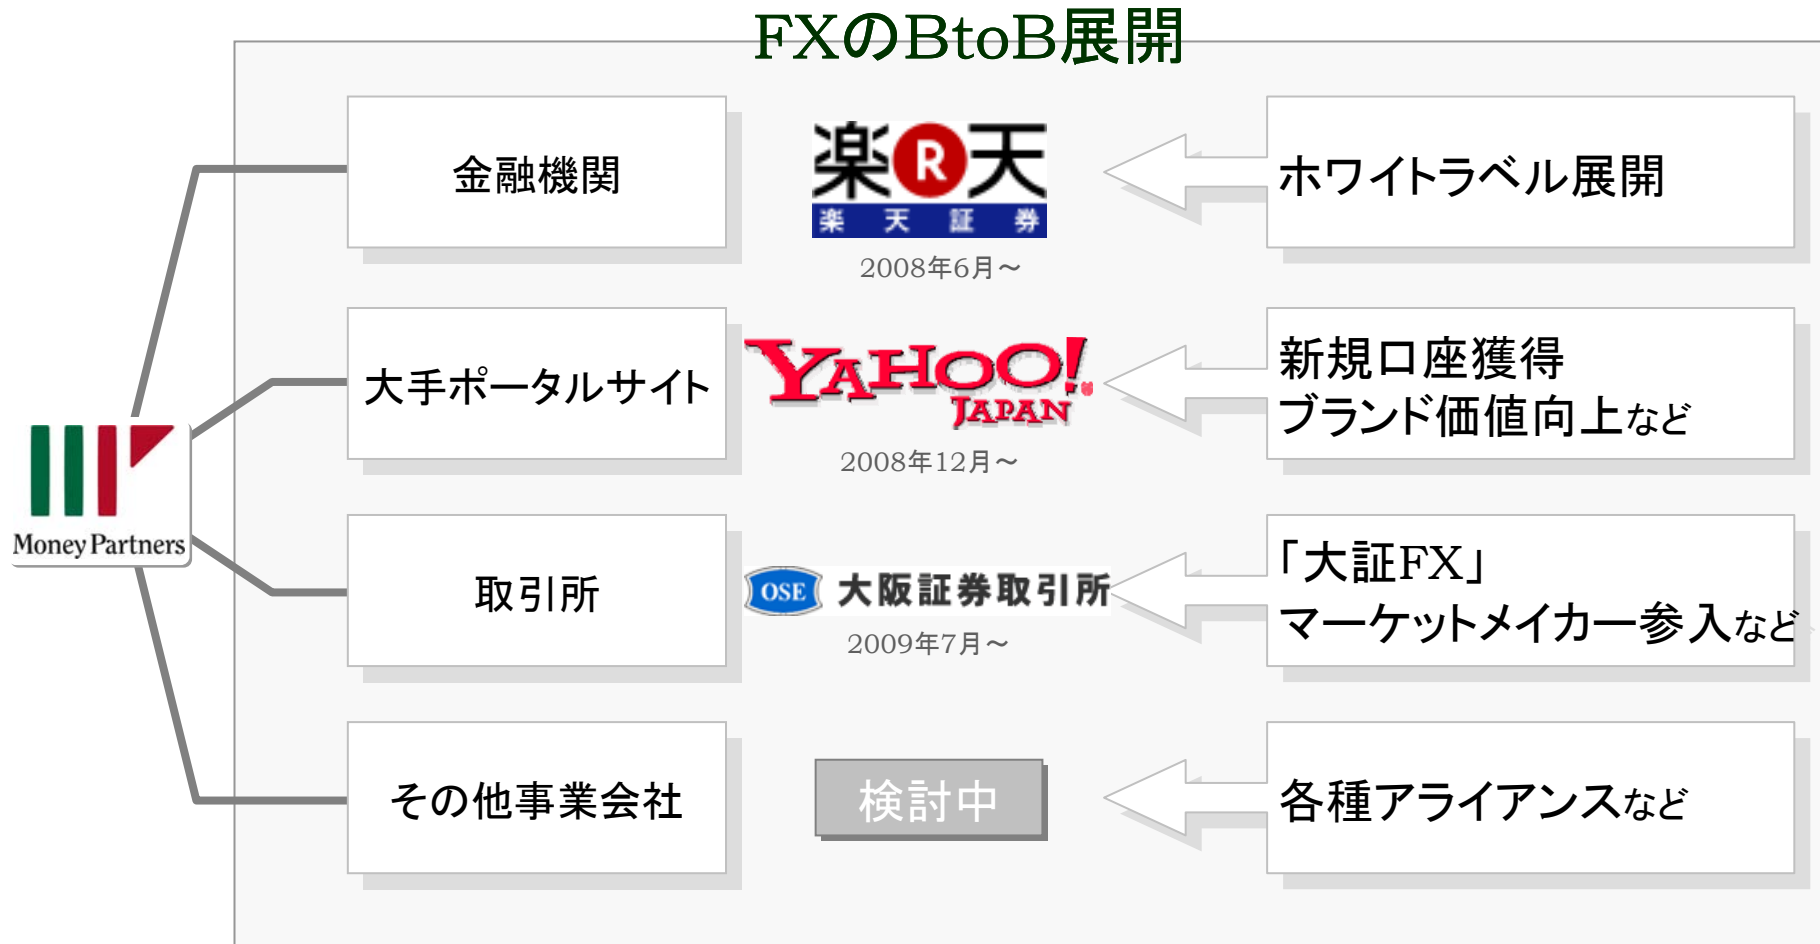 FXのBtoB展開
金融機関
楽R天
楽天証券
2008年6月～
ホワイトラベル展開
大手ポータルサイト
YAHOO!
JAPAN
2008年12月～
新規口座獲得
ブランド価値向上など
Money Partners
取引所
OSE 大阪証券取引所
2009年7月～
「大証FX」
マーケットメイカー参入など
その他事業会社
検討中
各種アライアンスなど